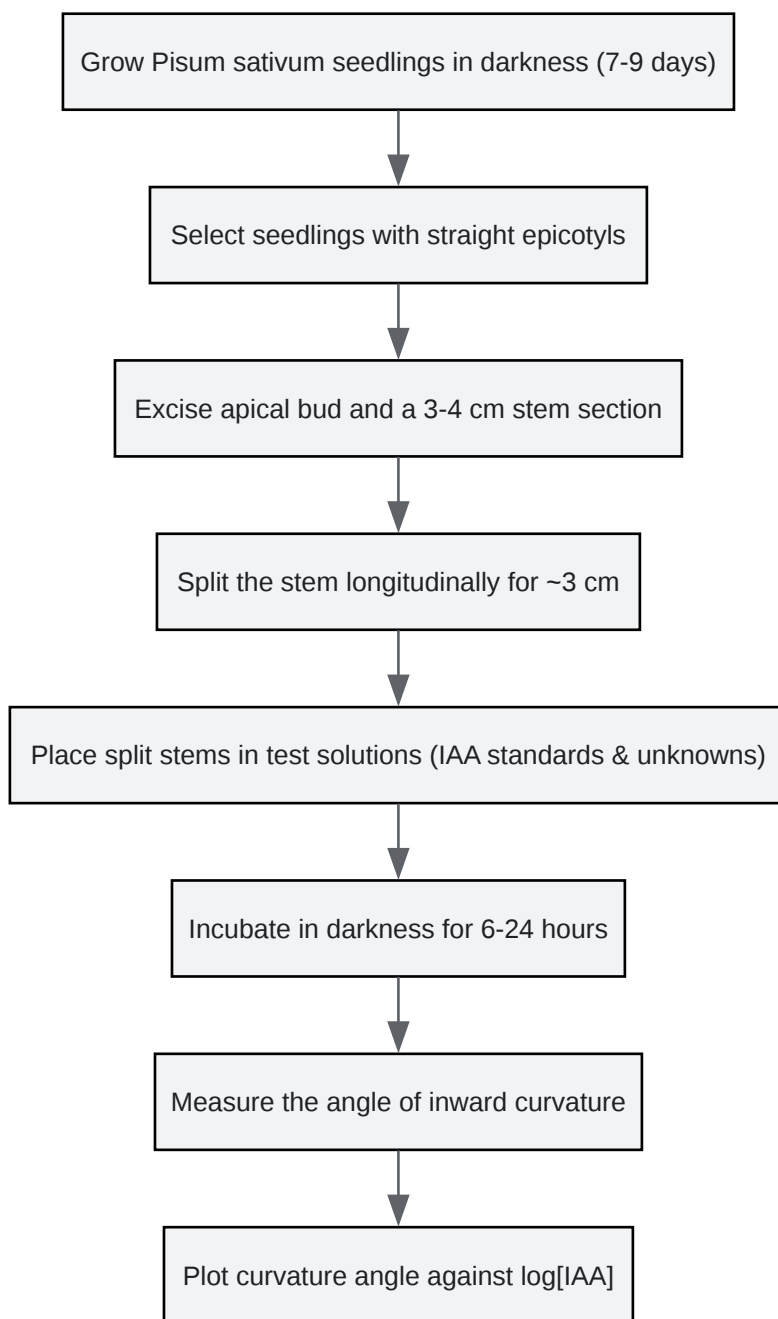 Grow Pisum sativum seedlings in darkness (7-9 days)
Select seedlings with straight epicotyls
Excise apical bud and a 3-4 cm stem section
Split the stem longitudinally for ~3 cm
Place split stems in test solutions (IAA standards & unknowns)
Incubate in darkness for 6-24 hours
Measure the angle of inward curvature
Plot curvature angle against log[IAA]